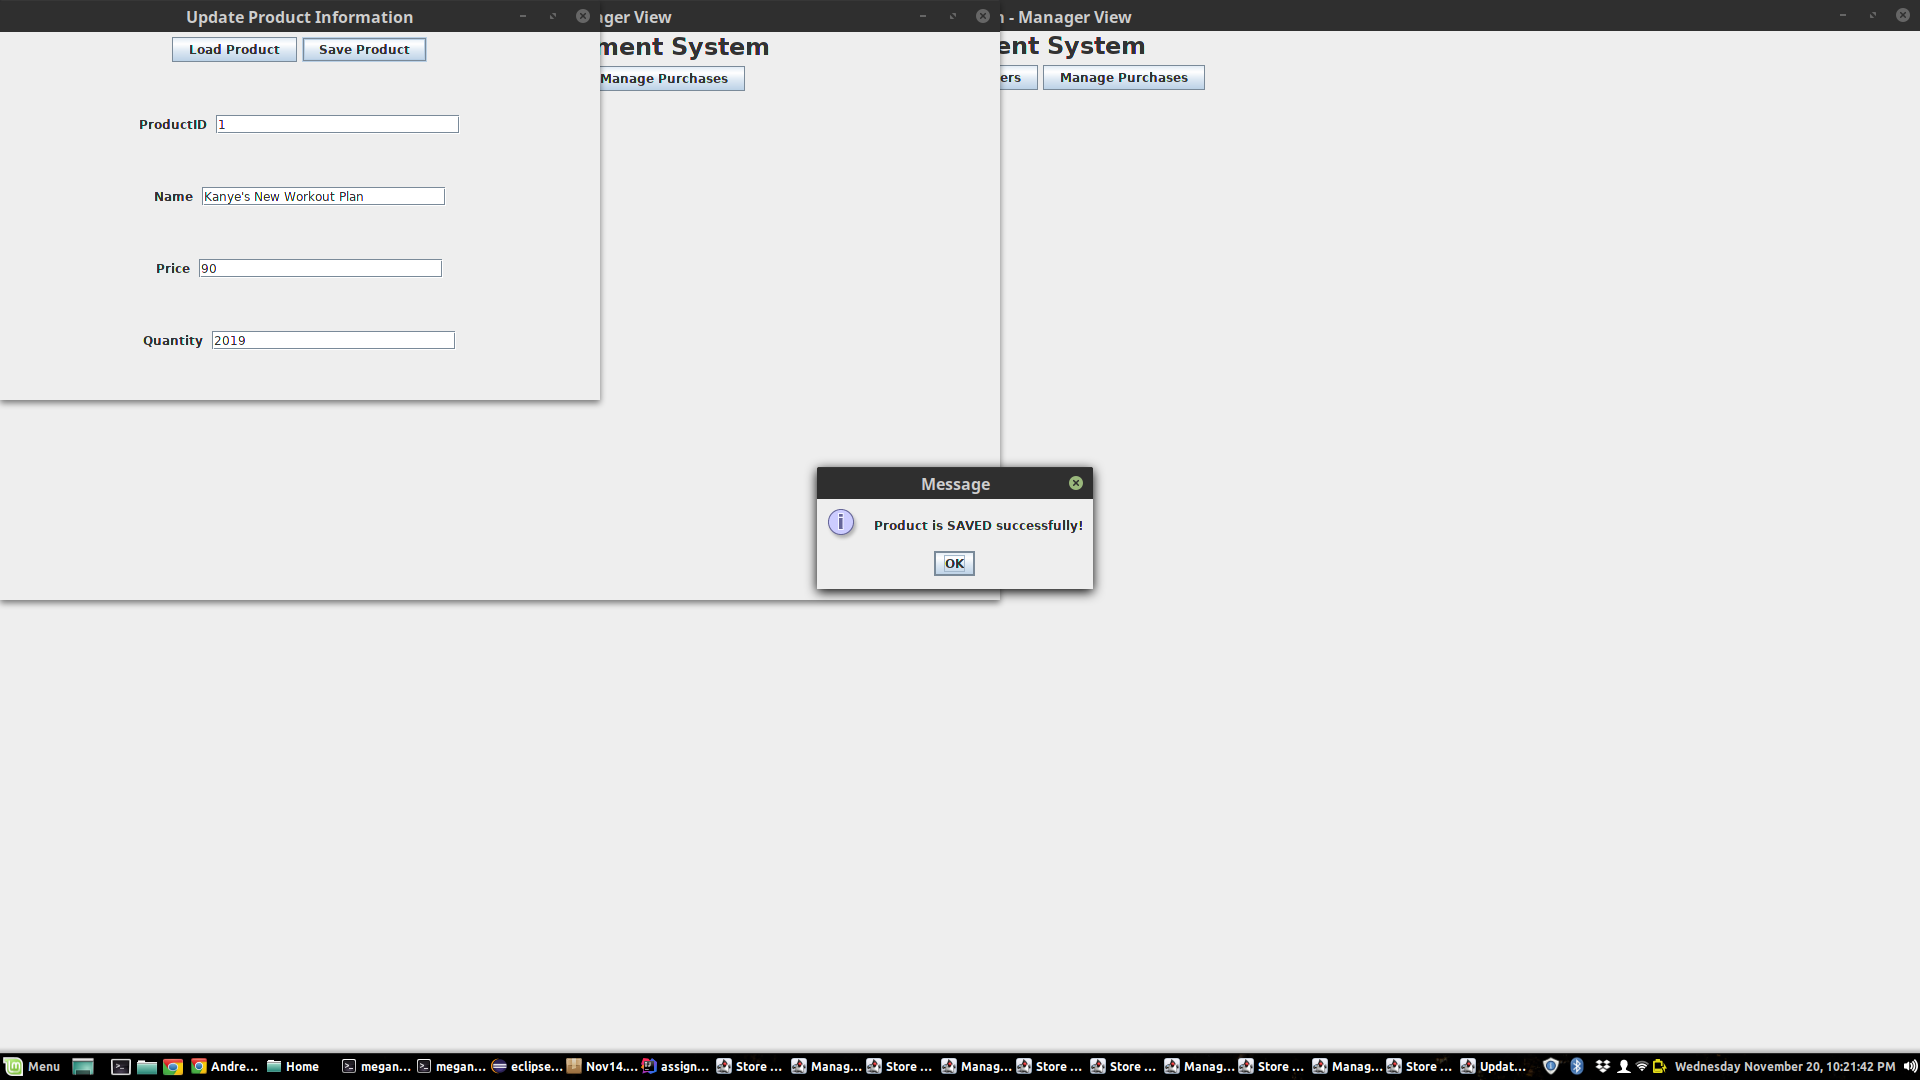 Update Product Information
ager View
n - Manager View
Load Product Save Product
ment System
ent System
Manage Purchases
ers Manage Purchases
ProductID 1
Name Kanye's New Workout Plan
Price 90
Quantity 2019
Message
Product is SAVED successfully!
OK
Menu Andre... Home megan... megan... eclipse... Nov14.... assign... Store ... Manag... Store ... Manag... Store ... Store ... Manag... Store ... Manag... Store ... Updat... Wednesday November 20, 10:21:42 PM